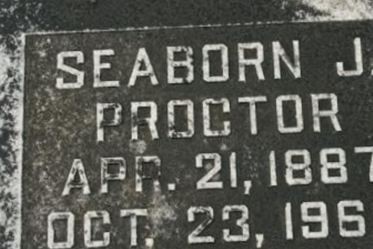 SEABORN J.
PROCTOR
APR. 21, 1887
OCT. 23, 196